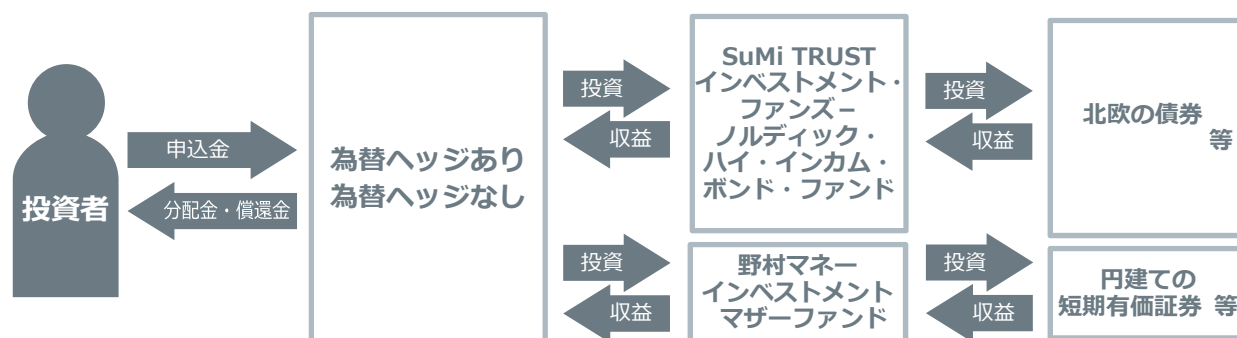 投資者
申込金
分配金・償還金
為替ヘッジあり
為替ヘッジなし
投資
収益
SuMi TRUST
インベストメント・
ファンズ－
ノルディック・
ハイ・インカム・
ボンド・ファンド
投資
収益
北欧の債券
等
投資
収益
野村マネー
インベストメント
マザーファンド
投資
収益
円建ての
短期有価証券 等